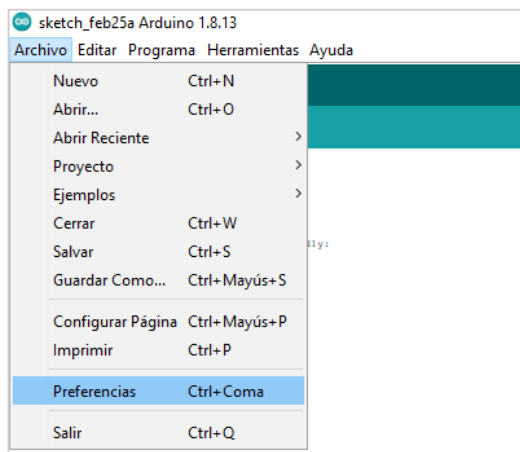 sketch_feb25a Arduino 1.8.13
Archivo Editar Programa Herramientas Ayuda
Nuevo Ctrl+N
Abrir... Ctrl+O
Abrir Reciente
Proyecto
Ejemplos
Cerrar Ctrl+W
Salvar Ctrl+S
lly:
Guardar Como... Ctrl+Mayús+S
Configurar Página Ctrl+Mayús+P
Imprimir Ctrl+P
Preferencias Ctrl+Coma
Salir Ctrl+Q